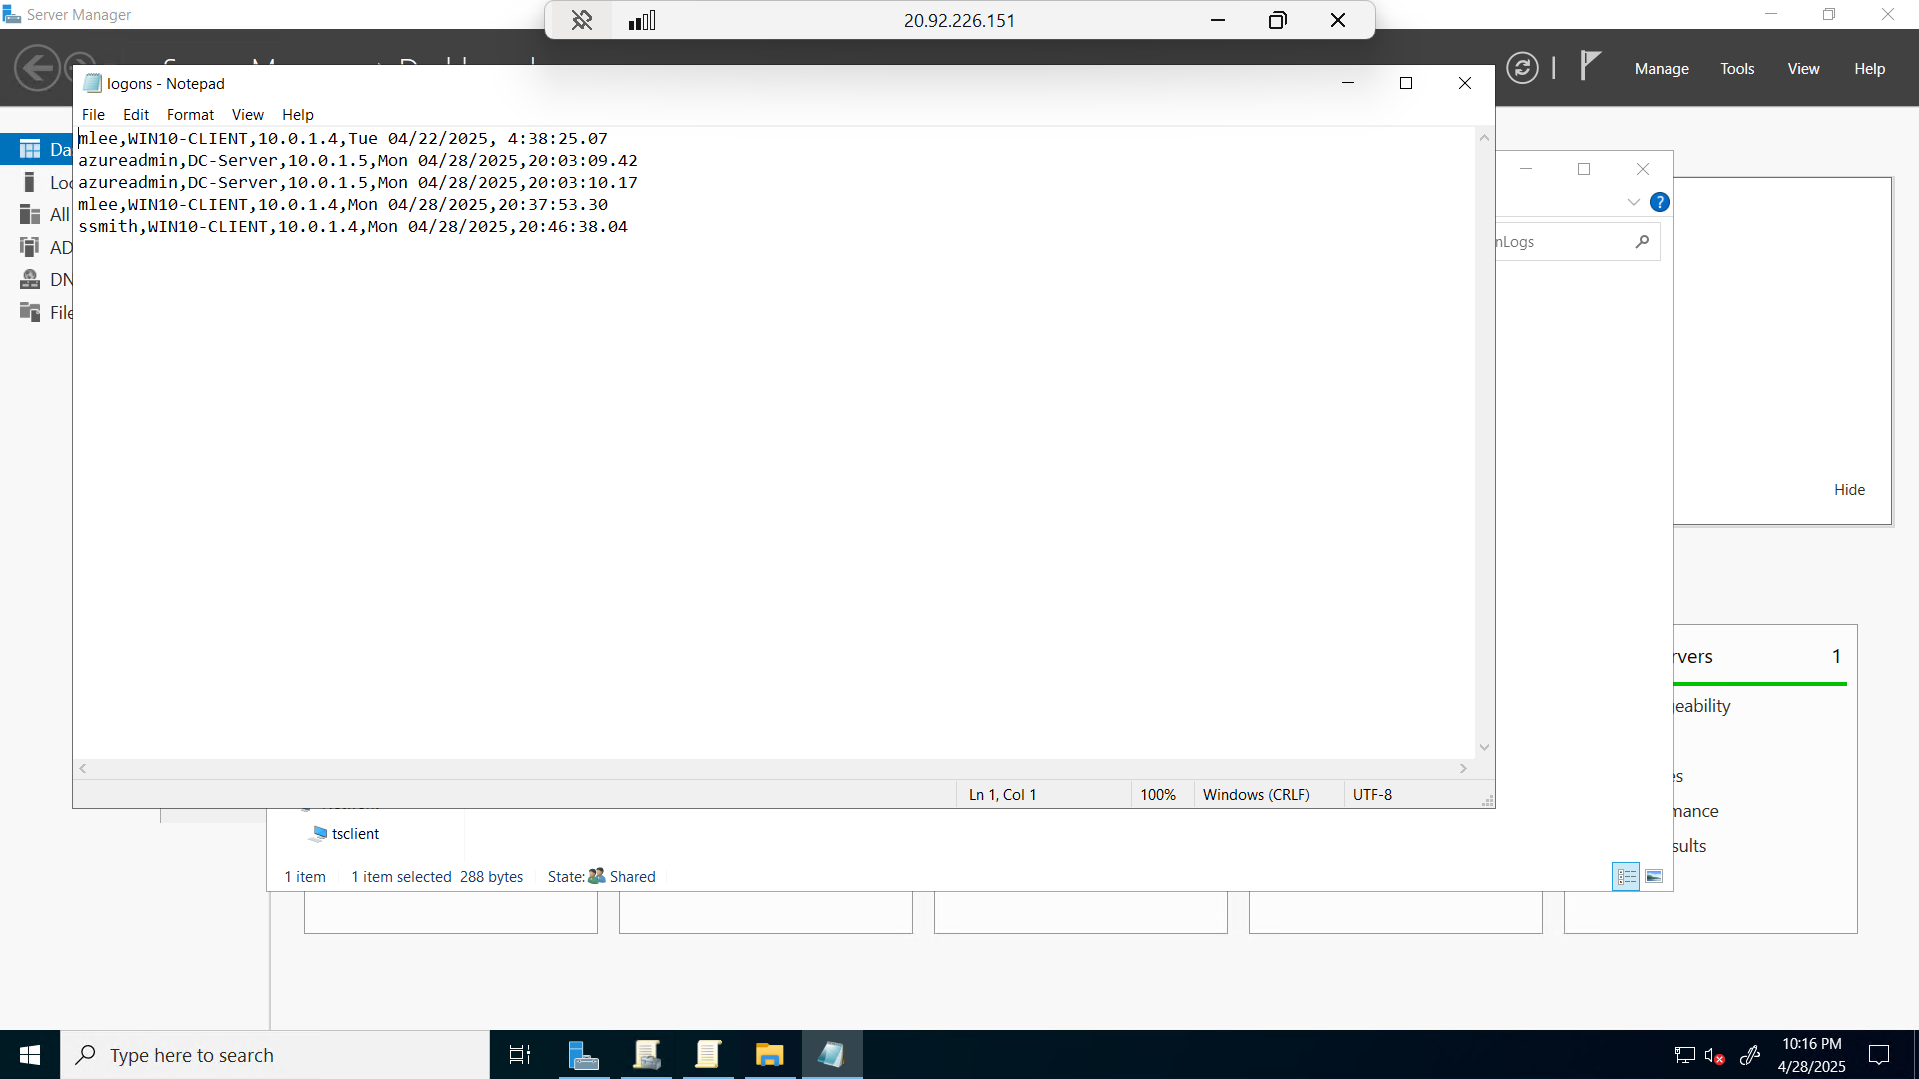 Server Manager
20.92.226.151
Manage
Tools
View
Help
logons - Notepad
File Edit Format View Help
mlee,WIN10-CLIENT,10.0.1.4,Tue 04/22/2025, 4:38:25.07
azureadmin,DC-Server,10.0.1.5,Mon 04/28/2025,20:03:09.42
azureadmin,DC-Server,10.0.1.5,Mon 04/28/2025,20:03:10.17
mlee,WIN10-CLIENT,10.0.1.4,Mon 04/28/2025,20:37:53.30
ssmith,WIN10-CLIENT,10.0.1.4,Mon 04/28/2025,20:46:38.04
Da
Loc
All
AD
DN
File
nLogs
Hide
rvers 1
eability
es
mance
sults
Ln 1, Col 1
100%
Windows (CRLF)
UTF-8
tsclient
1 item
1 item selected 288 bytes
State: Shared
Type here to search
10:16 PM
4/28/2025